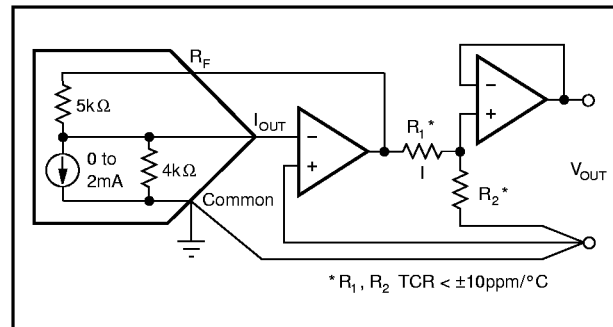 R_F
5kΩ
I_OUT
0 to
2mA
4kΩ
Common
−
+
R_1*
I
−
+
R_2*
V_OUT
*R_1, R_2 TCR < ±10ppm/°C